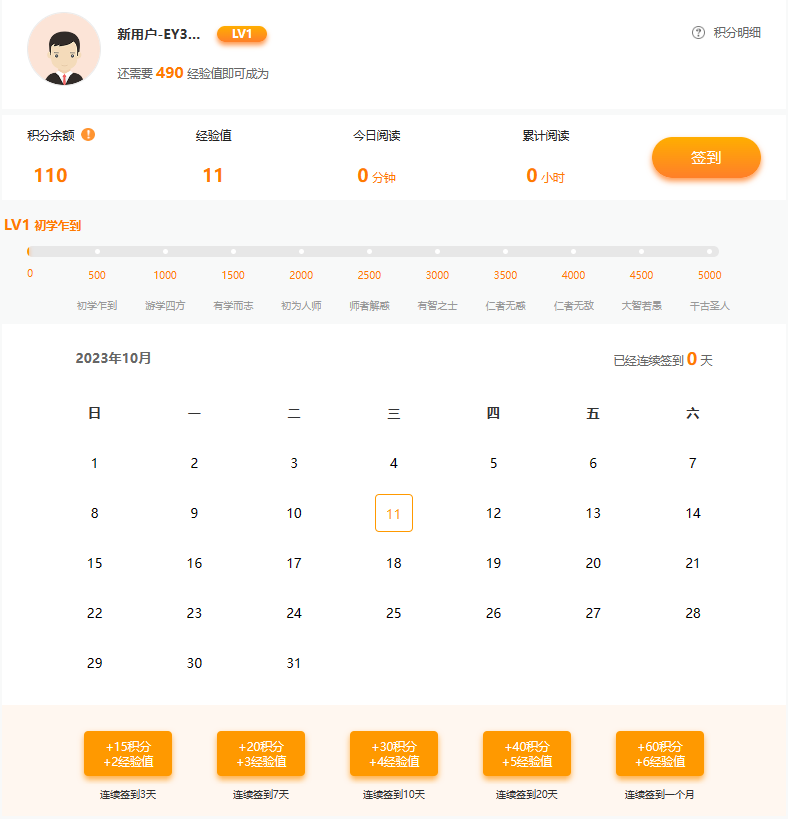 新用户-EY3... LV1
? 积分明细
还需要 490 经验值即可成为
积分余额 ! 经验值 今日阅读 累计阅读
110 11 0 分钟 0 小时
签到
LV1 初学乍到
0 500 1000 1500 2000 2500 3000 3500 4000 4500 5000
初学乍到 游学四方 有学而志 初为人师 师者解惑 有智之士 仁者无惑 仁者无敌 大智若愚 千古圣人
2023年10月 已经连续签到 0 天
日 一 二 三 四 五 六
1 2 3 4 5 6 7
8 9 10 11 12 13 14
15 16 17 18 19 20 21
22 23 24 25 26 27 28
29 30 31
+15积分 +20积分 +30积分 +40积分 +60积分
+2经验值 +3经验值 +4经验值 +5经验值 +6经验值
连续签到3天 连续签到7天 连续签到10天 连续签到20天 连续签到一个月